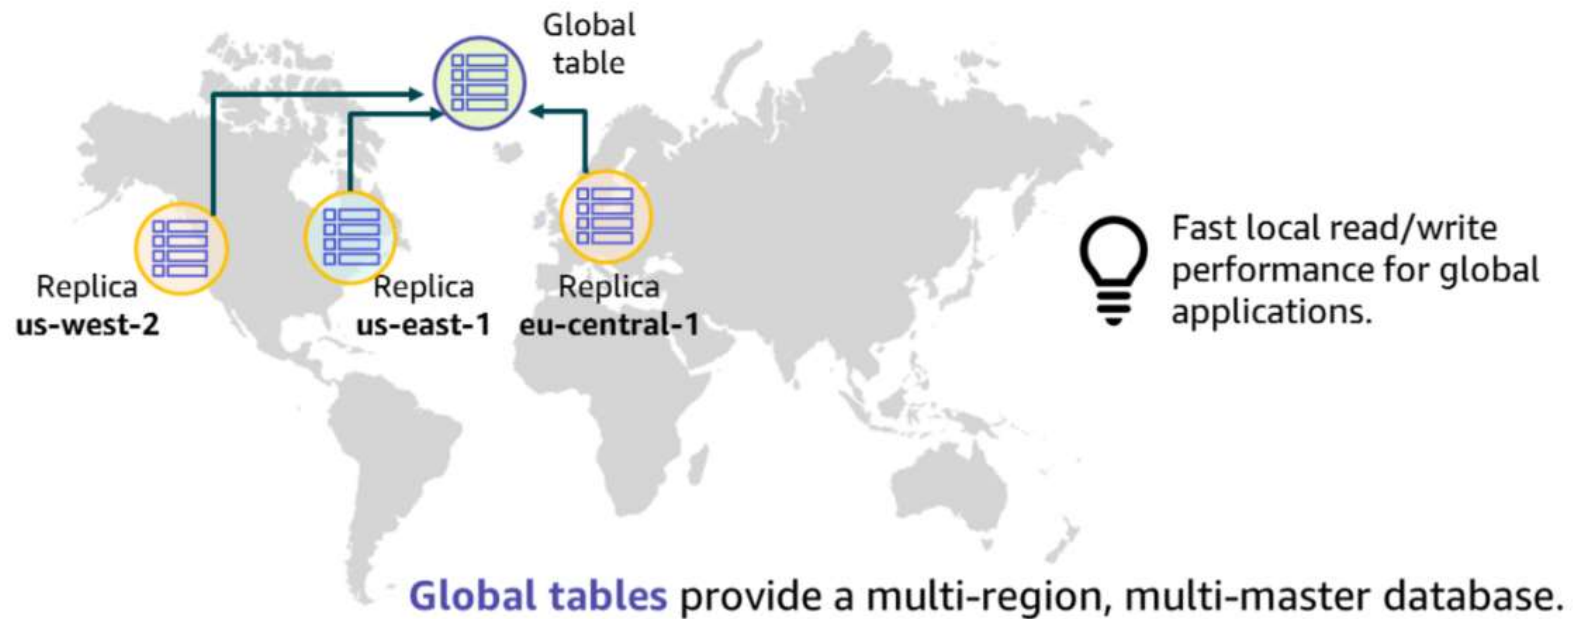 Global
table
Replica
us-west-2
Replica
us-east-1
Replica
eu-central-1
Fast local read/write
performance for global
applications.
Global tables provide a multi-region, multi-master database.